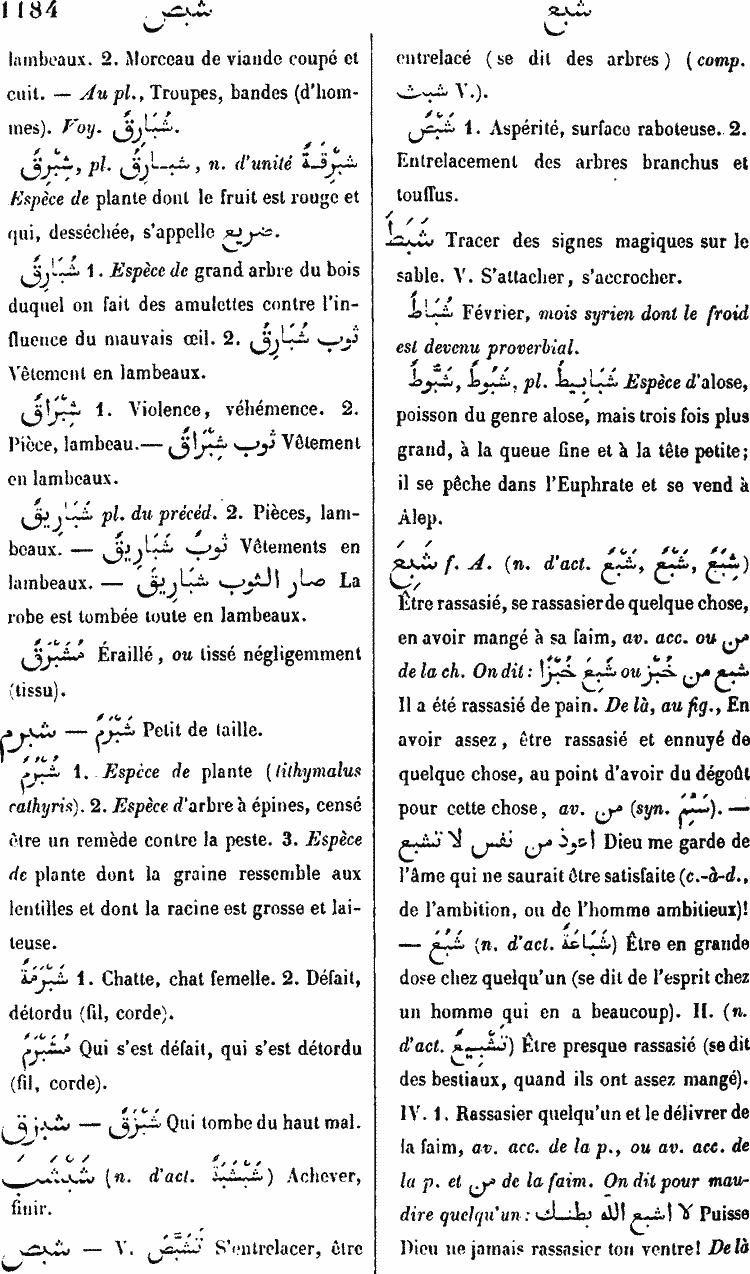 1184
شبص
شبع
lambeaux. 2. Morceau de viande coupé et
cuit. — Au pl., Troupes, bandes (d'hom-
mes). Voy. شُبَارِقٌ.
شِبْرِقٌ, pl. شَبَارِقٌ, n. d'unité شِبْرِقَةٌ
Espèce de plante dont le fruit est rouge et
qui, desséchée, s'appelle ضريع.
شُبَارِقٌ 1. Espèce de grand arbre du bois
duquel on fait des amulettes contre l'in-
fluence du mauvais œil. 2. ثوب شُبَارِقٌ
Vêtement en lambeaux.
شِبْرَاقٌ 1. Violence, véhémence. 2.
Pièce, lambeau.— ثوب شِبْرَاقٌ Vêtement
en lambeaux.
شَبَارِيقٌ pl. du précéd. 2. Pièces, lam-
beaux. — ثوبٌ شَبَارِيقٌ Vêtements en
lambeaux. — صار الثوب شَبَارِيقَ La
robe est tombée toute en lambeaux.
مُشَبْرَقٌ Éraillé, ou tissé négligemment
(tissu).
شبرم — شُبْرُمٌ Petit de taille.
شُبْرُمٌ 1. Espèce de plante (tithymalus
cathyris). 2. Espèce d'arbre à épines, censé
être un remède contre la peste. 3. Espèce
de plante dont la graine ressemble aux
lentilles et dont la racine est grosse et lai-
teuse.
شُبْرُمَةٌ 1. Chatte, chat femelle. 2. Défait,
détordu (fil, corde).
مُشَبْرَمٌ Qui s'est défait, qui s'est détordu
(fil, corde).
شبزق — شَبْزَقٌ Qui tombe du haut mal.
شَبْشَبَ (n. d'act. شَبْشَبَةٌ) Achever,
finir.
شبص — V. تَشَبَّصَ S'entrelacer, être
entrelacé (se dit des arbres) (comp.
شبث V.).
شَبَصٌ 1. Aspérité, surface raboteuse. 2.
Entrelacement des arbres branchus et
touffus.
شَبَطَ Tracer des signes magiques sur le
sable. V. S'attacher, s'accrocher.
شُبَاطُ Février, mois syrien dont le froid
est devenu proverbial.
شَبُّوطٌ, شَبُوطٌ, pl. شَبَابِيطُ Espèce d'alose,
poisson du genre alose, mais trois fois plus
grand, à la queue fine et à la tête petite;
il se pêche dans l'Euphrate et se vend à
Alep.
شَبِعَ f. A. (n. d'act. شَبْعٌ, شَبَعٌ, شِبَعٌ)
Être rassasié, se rassasier de quelque chose,
en avoir mangé à sa faim, av. acc. ou من
de la ch. On dit: شَبِعَ خُبْزًا ou شبع من خُبْز
Il a été rassasié de pain. De là, au fig., En
avoir assez, être rassasié et ennuyé de
quelque chose, au point d'avoir du dégoût
pour cette chose, av. من (syn. سَئِمَ). —
اعوذ من نفس لا تشبع Dieu me garde de
l'âme qui ne saurait être satisfaite (c.-à-d.,
de l'ambition, ou de l'homme ambitieux)!
— شَبُعَ (n. d'act. شَبَاعَةٌ) Être en grande
dose chez quelqu'un (se dit de l'esprit chez
un homme qui en a beaucoup). II. (n.
d'act. تَشْبِيعٌ) Être presque rassasié (se dit
des bestiaux, quand ils ont assez mangé).
IV. 1. Rassasier quelqu'un et le délivrer de
la faim, av. acc. de la p., ou av. acc. de
la p. et من de la faim. On dit pour mau-
dire quelqu'un: لا اشبع الله بطنك Puisse
Dieu ne jamais rassasier ton ventre! De là